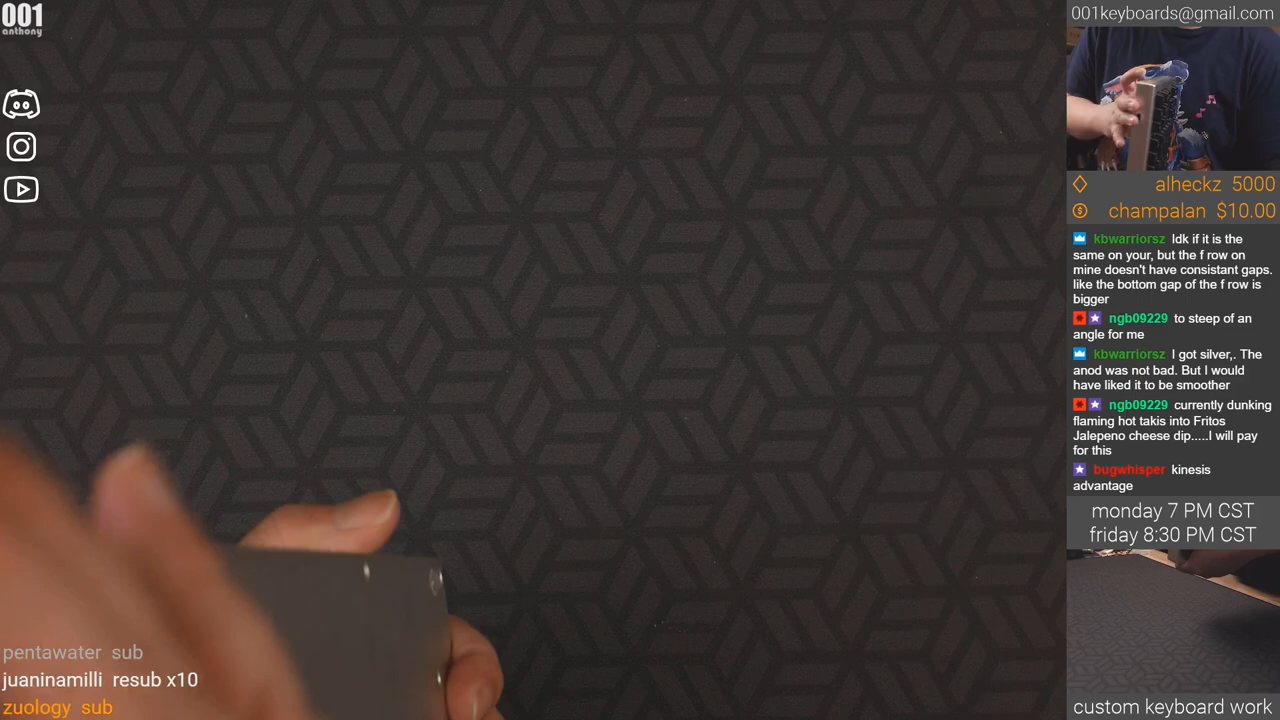 001
anthony
001keyboards@gmail.com
alheckz 5000
champalan $10.00
kbwarriorsz Idk if it is the
same on your, but the f row on
mine doesn't have consistant gaps.
like the bottom gap of the f row is
bigger
ngb09229 to steep of an
angle for me
kbwarriorsz I got silver,. The
anod was not bad. But I would
have liked it to be smoother
ngb09229 currently dunking
flaming hot takis into Fritos
Jalepeno cheese dip.....I will pay
for this
bugwhisper kinesis
advantage
monday 7 PM CST
friday 8:30 PM CST
pentawater sub
juaninamilli resub x10
zuology sub
custom keyboard work